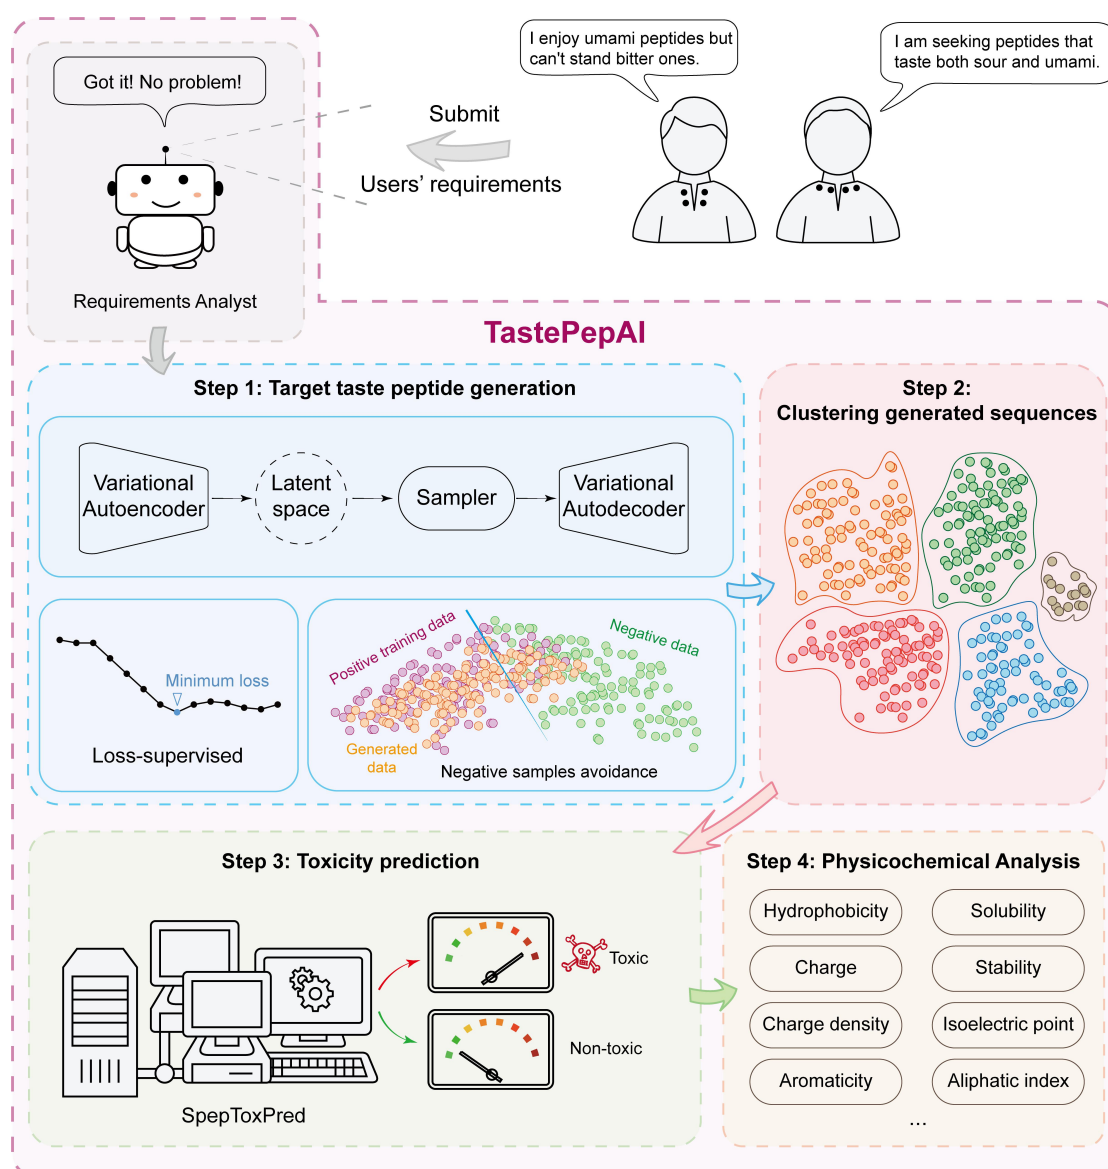 Got it! No problem!
I enjoy umami peptides but
can't stand bitter ones.
I am seeking peptides that
taste both sour and umami.
Submit
Users’ requirements
Requirements Analyst
TastePepAI
Step 1: Target taste peptide generation
Variational
Autoencoder
Latent
space
Sampler
Variational
Autodecoder
Minimum loss
Loss-supervised
Positive training data
Negative data
Generated
data
Negative samples avoidance
Step 2:
Clustering generated sequences
Step 3: Toxicity prediction
Toxic
Non-toxic
SpepToxPred
Step 4: Physicochemical Analysis
Hydrophobicity
Solubility
Charge
Stability
Charge density
Isoelectric point
Aromaticity
Aliphatic index
...